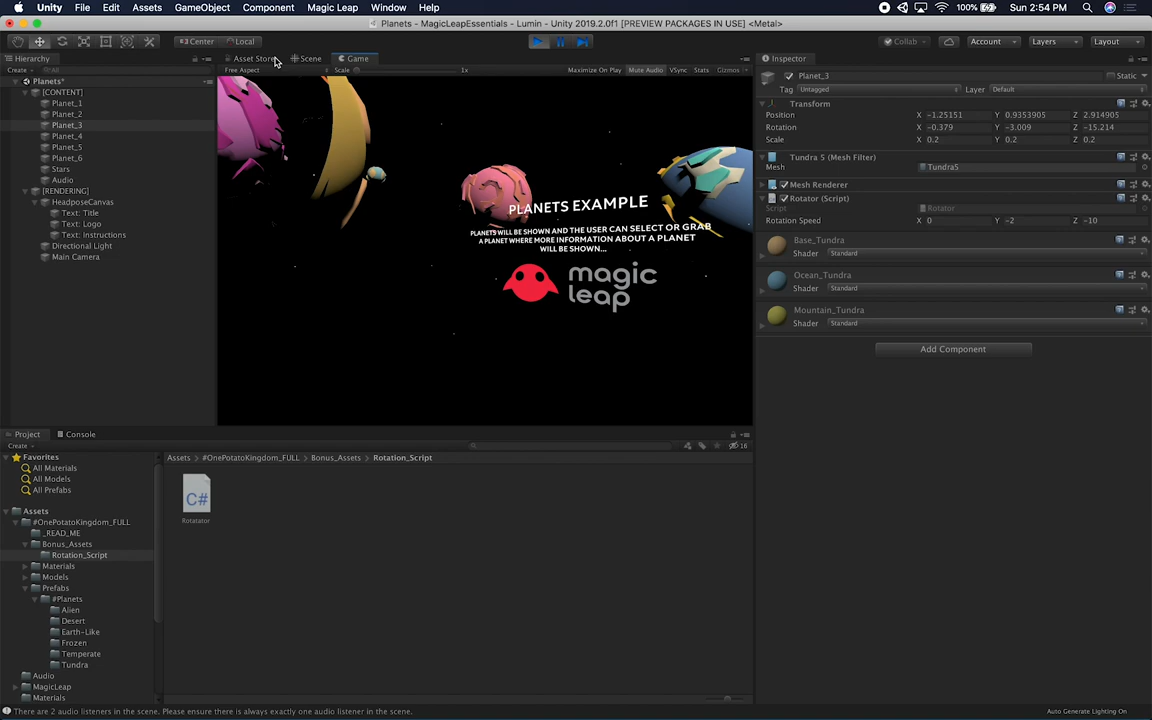 Unity File Edit Assets GameObject Component Magic Leap Window Help 100% Sun 2:54 PM
Planets - MagicLeapEssentials - Lumin - Unity 2019.2.0f1 [PREVIEW PACKAGES IN USE] <Metal>
Center Local Collab Account Layers Layout
Hierarchy Asset Store Scene Game Inspector
Create All Free Aspect Scale 1x Maximize On Play Mute Audio VSync Stats Gizmos
Planet_3 Static
Tag Untagged Layer Default
Planets*
[CONTENT]
Planet_1
Planet_2
Planet_3
Planet_4
Planet_5
Planet_6
Stars
Audio
[RENDERING]
HeadposeCanvas
Text: Title
Text: Logo
Text: Instructions
Directional Light
Main Camera
PLANETS EXAMPLE
PLANETS WILL BE SHOWN AND THE USER CAN SELECT OR GRAB
A PLANET WHERE MORE INFORMATION ABOUT A PLANET
WILL BE SHOWN...
magic
leap
Transform
Position X -1.25151 Y 0.9353905 Z 2.914905
Rotation X -0.379 Y -3.009 Z -15.214
Scale X 0.2 Y 0.2 Z 0.2
Tundra 5 (Mesh Filter)
Mesh Tundra5
Mesh Renderer
Rotator (Script)
Script Rotator
Rotation Speed X 0 Y -2 Z -10
Base_Tundra
Shader Standard
Ocean_Tundra
Shader Standard
Mountain_Tundra
Shader Standard
Add Component
Project Console
Create 18
Favorites
All Materials
All Models
All Prefabs
Assets
#OnePotatoKingdom_FULL
_READ_ME
Bonus_Assets
Rotation_Script
Materials
Models
Prefabs
#Planets
Alien
Desert
Earth-Like
Frozen
Temperate
Tundra
Audio
MagicLeap
Materials
Assets #OnePotatoKingdom_FULL Bonus_Assets Rotation_Script
C#
Rotatator
There are 2 audio listeners in the scene. Please ensure there is always exactly one audio listener in the scene. Auto Generate Lighting On